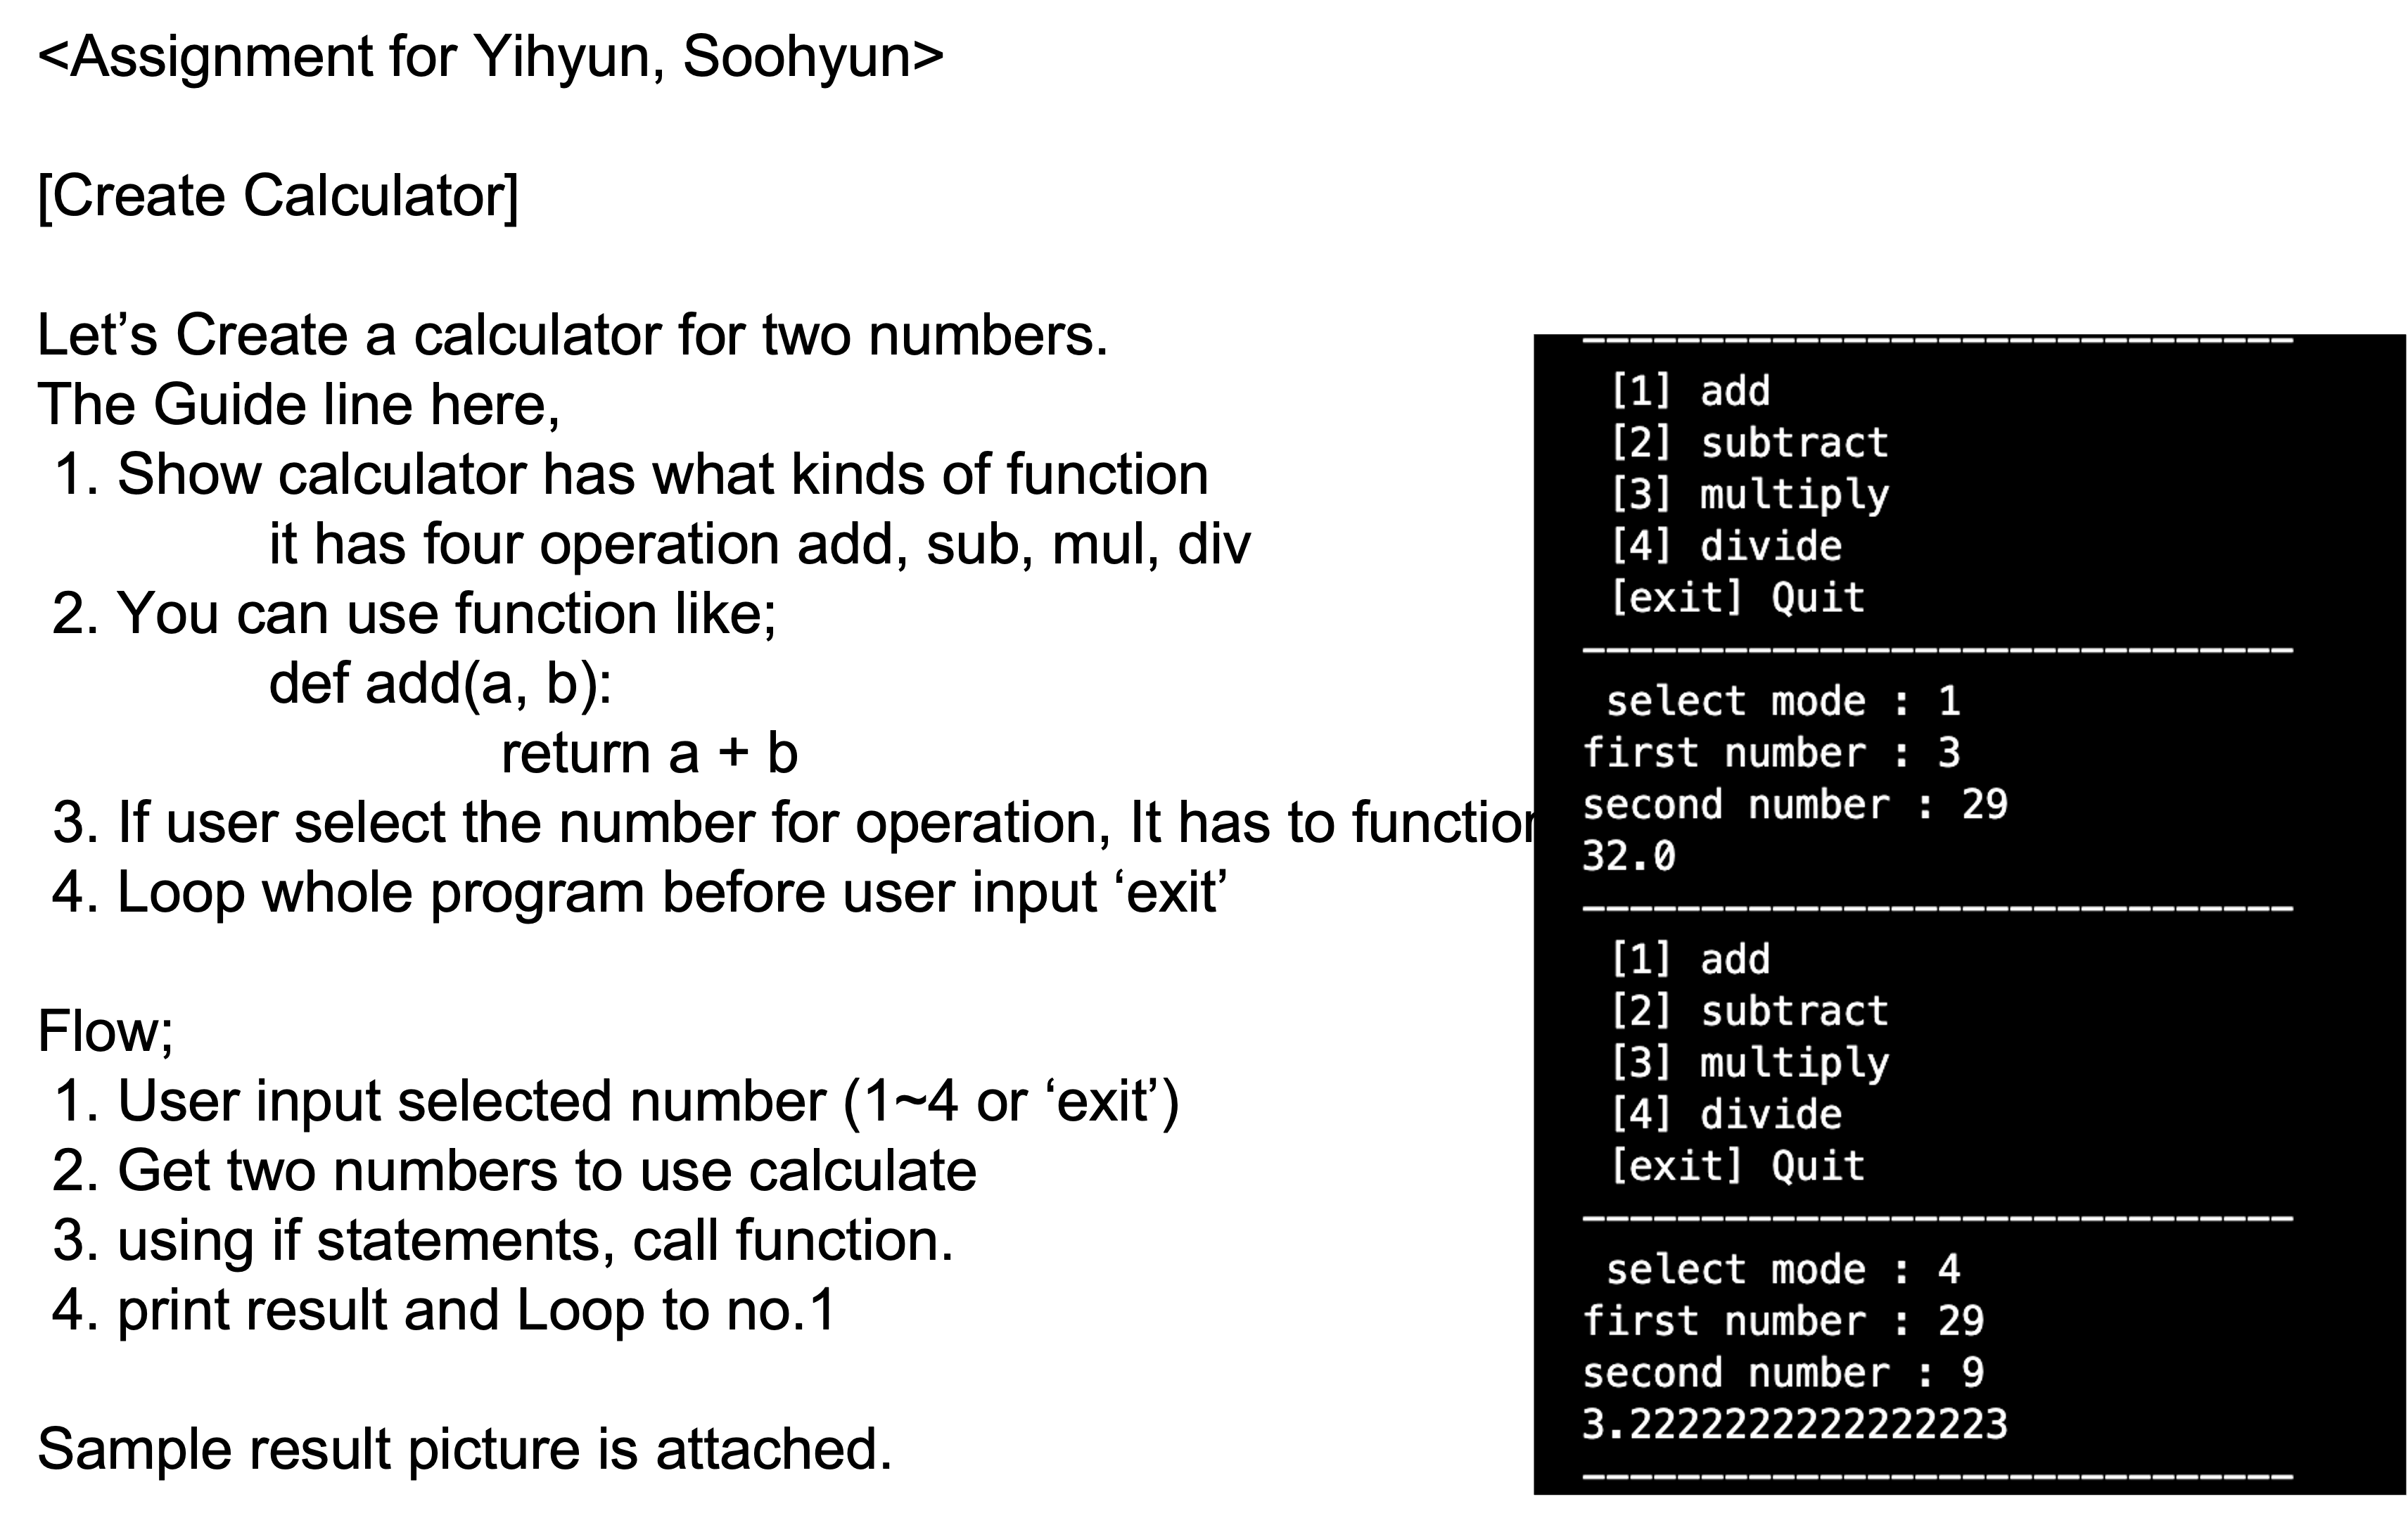 <Assignment for Yihyun, Soohyun>
[Create Calculator]
Let’s Create a calculator for two numbers.
The Guide line here,
1. Show calculator has what kinds of function
it has four operation add, sub, mul, div
2. You can use function like;
def add(a, b):
return a + b
3. If user select the number for operation, It has to function
4. Loop whole program before user input ‘exit’
Flow;
1. User input selected number (1~4 or ‘exit’)
2. Get two numbers to use calculate
3. using if statements, call function.
4. print result and Loop to no.1
Sample result picture is attached.
------------------------------
[1] add
[2] subtract
[3] multiply
[4] divide
[exit] Quit
------------------------------
select mode : 1
first number : 3
second number : 29
32.0
------------------------------
[1] add
[2] subtract
[3] multiply
[4] divide
[exit] Quit
------------------------------
select mode : 4
first number : 29
second number : 9
3.2222222222222223
------------------------------